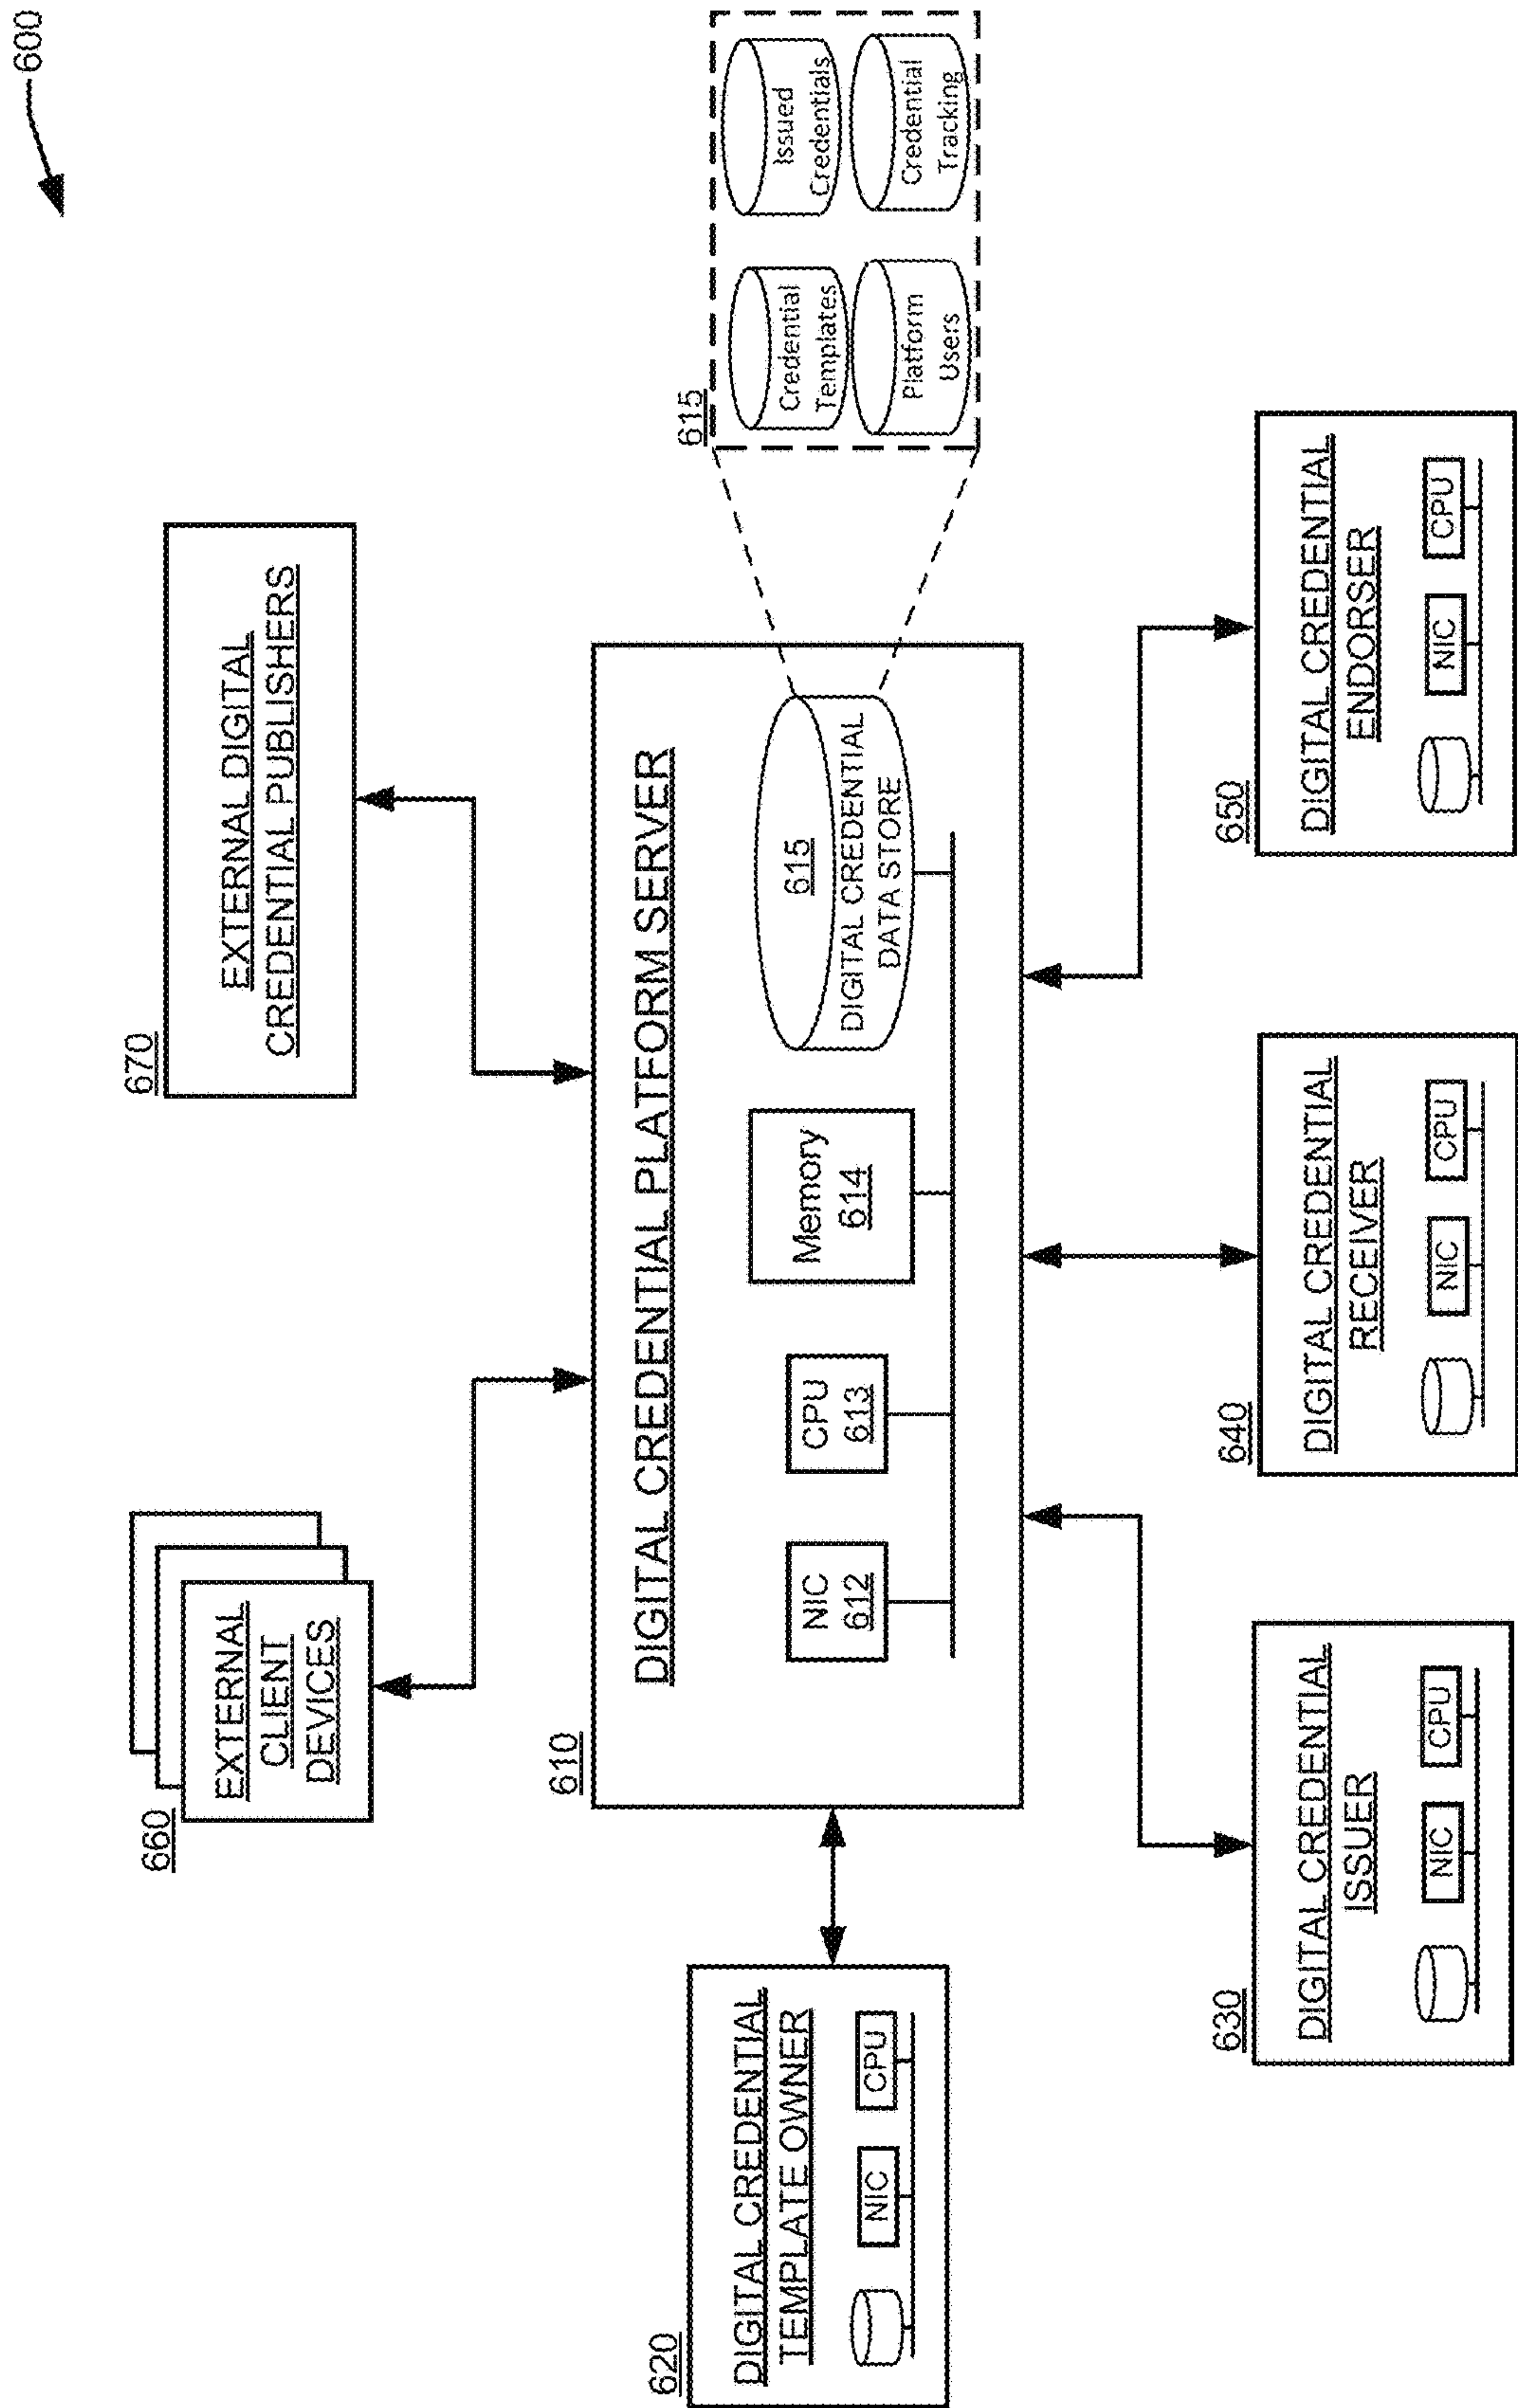 600
670
EXTERNAL DIGITAL
CREDENTIAL PUBLISHERS
660
EXTERNAL
CLIENT
DEVICES
610
DIGITAL CREDENTIAL PLATFORM SERVER
NIC
612
CPU
613
Memory
614
615
DIGITAL CREDENTIAL
DATA STORE
615
Credential
Templates
Issued
Credentials
Platform
Users
Credential
Tracking
620
DIGITAL CREDENTIAL
TEMPLATE OWNER
NIC
CPU
630
DIGITAL CREDENTIAL
ISSUER
NIC
CPU
640
DIGITAL CREDENTIAL
RECEIVER
NIC
CPU
650
DIGITAL CREDENTIAL
ENDORSER
NIC
CPU